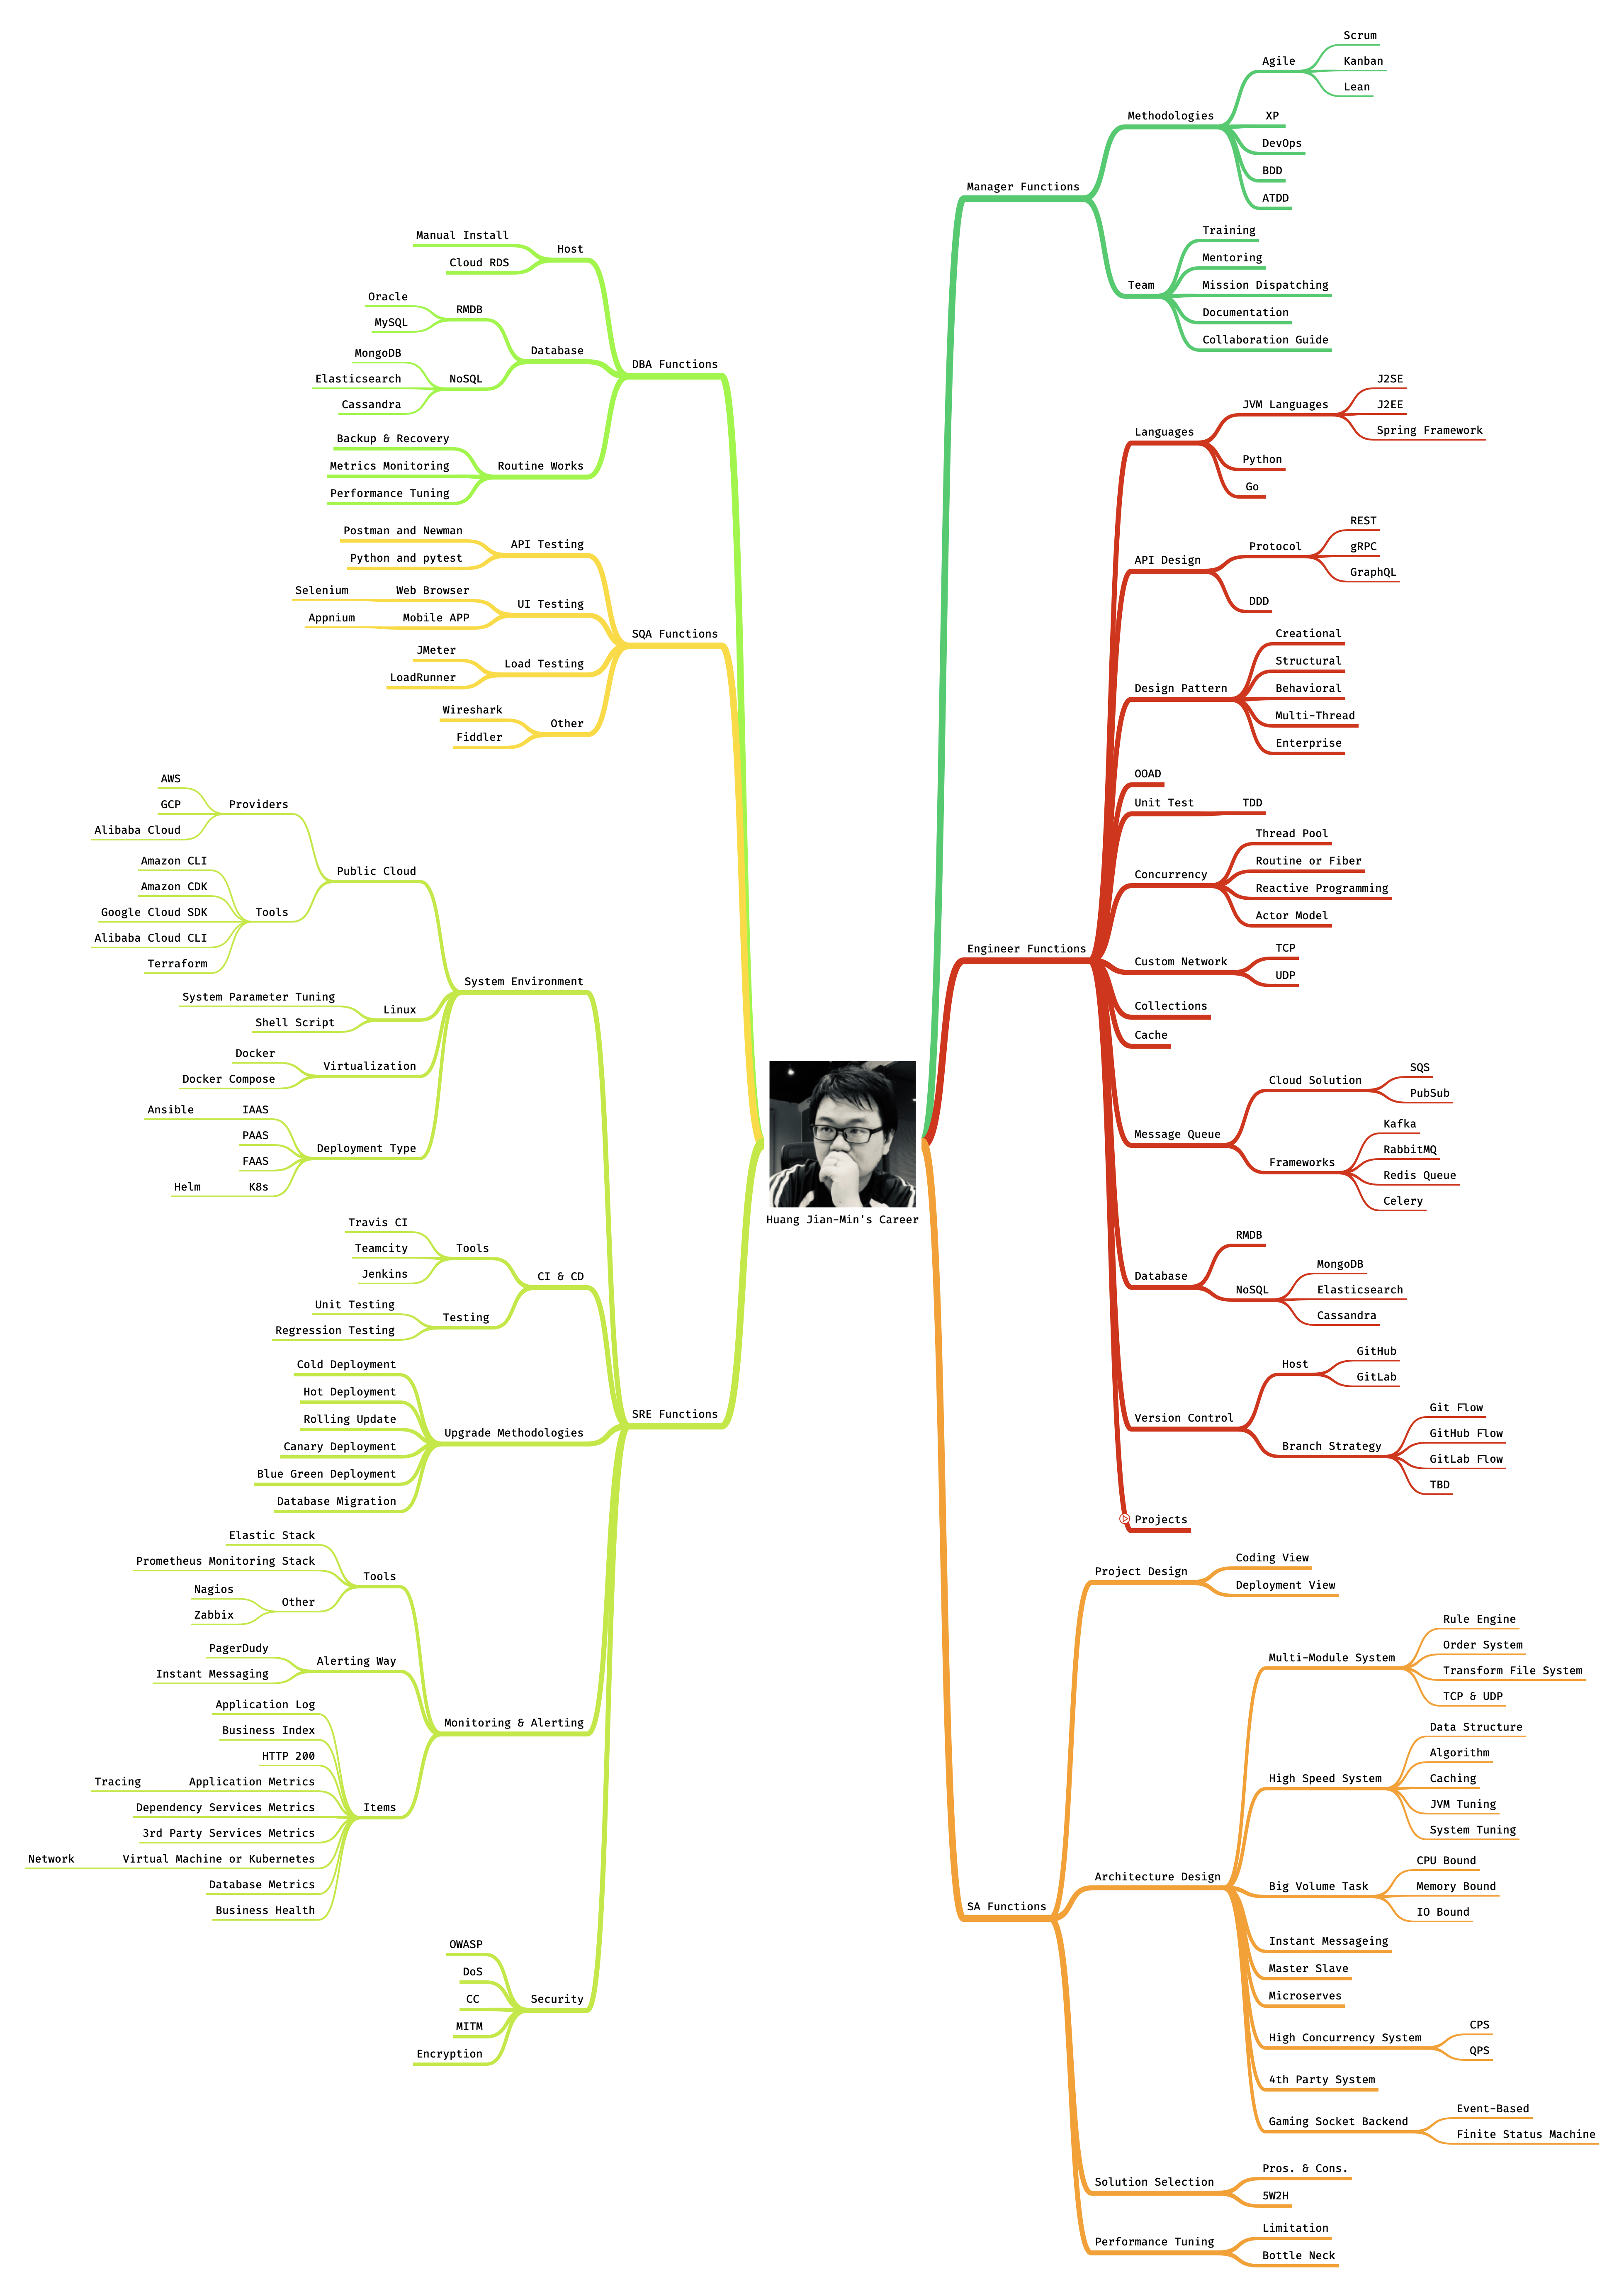 Huang Jian-Min's Career
Manager Functions
Methodologies
Agile
Scrum
Kanban
Lean
XP
DevOps
BDD
ATDD
Team
Training
Mentoring
Mission Dispatching
Documentation
Collaboration Guide
Engineer Functions
Languages
JVM Languages
J2SE
J2EE
Spring Framework
Python
Go
API Design
Protocol
REST
gRPC
GraphQL
DDD
Design Pattern
Creational
Structural
Behavioral
Multi-Thread
Enterprise
OOAD
Unit Test
TDD
Concurrency
Thread Pool
Routine or Fiber
Reactive Programming
Actor Model
Custom Network
TCP
UDP
Collections
Cache
Message Queue
Cloud Solution
SQS
PubSub
Frameworks
Kafka
RabbitMQ
Redis Queue
Celery
Database
RMDB
NoSQL
MongoDB
Elasticsearch
Cassandra
Version Control
Host
GitHub
GitLab
Branch Strategy
Git Flow
GitHub Flow
GitLab Flow
TBD
Projects
SA Functions
Project Design
Coding View
Deployment View
Architecture Design
Multi-Module System
Rule Engine
Order System
Transform File System
TCP & UDP
High Speed System
Data Structure
Algorithm
Caching
JVM Tuning
System Tuning
Big Volume Task
CPU Bound
Memory Bound
IO Bound
Instant Messageing
Master Slave
Microserves
High Concurrency System
CPS
QPS
4th Party System
Gaming Socket Backend
Event-Based
Finite Status Machine
Solution Selection
Pros. & Cons.
5W2H
Performance Tuning
Limitation
Bottle Neck
DBA Functions
Host
Manual Install
Cloud RDS
Database
RMDB
Oracle
MySQL
NoSQL
MongoDB
Elasticsearch
Cassandra
Routine Works
Backup & Recovery
Metrics Monitoring
Performance Tuning
SQA Functions
API Testing
Postman and Newman
Python and pytest
UI Testing
Web Browser
Selenium
Mobile APP
Appnium
Load Testing
JMeter
LoadRunner
Other
Wireshark
Fiddler
SRE Functions
System Environment
Public Cloud
Providers
AWS
GCP
Alibaba Cloud
Tools
Amazon CLI
Amazon CDK
Google Cloud SDK
Alibaba Cloud CLI
Terraform
Linux
System Parameter Tuning
Shell Script
Virtualization
Docker
Docker Compose
Deployment Type
IAAS
Ansible
PAAS
FAAS
K8s
Helm
CI & CD
Tools
Travis CI
Teamcity
Jenkins
Testing
Unit Testing
Regression Testing
Upgrade Methodologies
Cold Deployment
Hot Deployment
Rolling Update
Canary Deployment
Blue Green Deployment
Database Migration
Monitoring & Alerting
Tools
Elastic Stack
Prometheus Monitoring Stack
Other
Nagios
Zabbix
Alerting Way
PagerDudy
Instant Messaging
Items
Application Log
Business Index
HTTP 200
Application Metrics
Tracing
Dependency Services Metrics
3rd Party Services Metrics
Virtual Machine or Kubernetes
Network
Database Metrics
Business Health
Security
OWASP
DoS
CC
MITM
Encryption